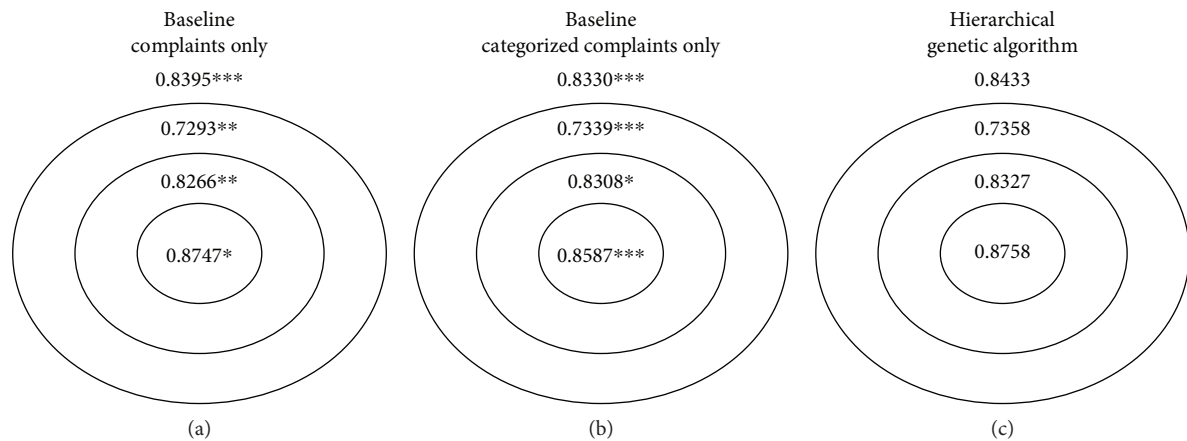 Baseline
complaints only
0.8395***
0.7293**
0.8266**
0.8747*
(a)
Baseline
categorized complaints only
0.8330***
0.7339***
0.8308*
0.8587***
(b)
Hierarchical
genetic algorithm
0.8433
0.7358
0.8327
0.8758
(c)